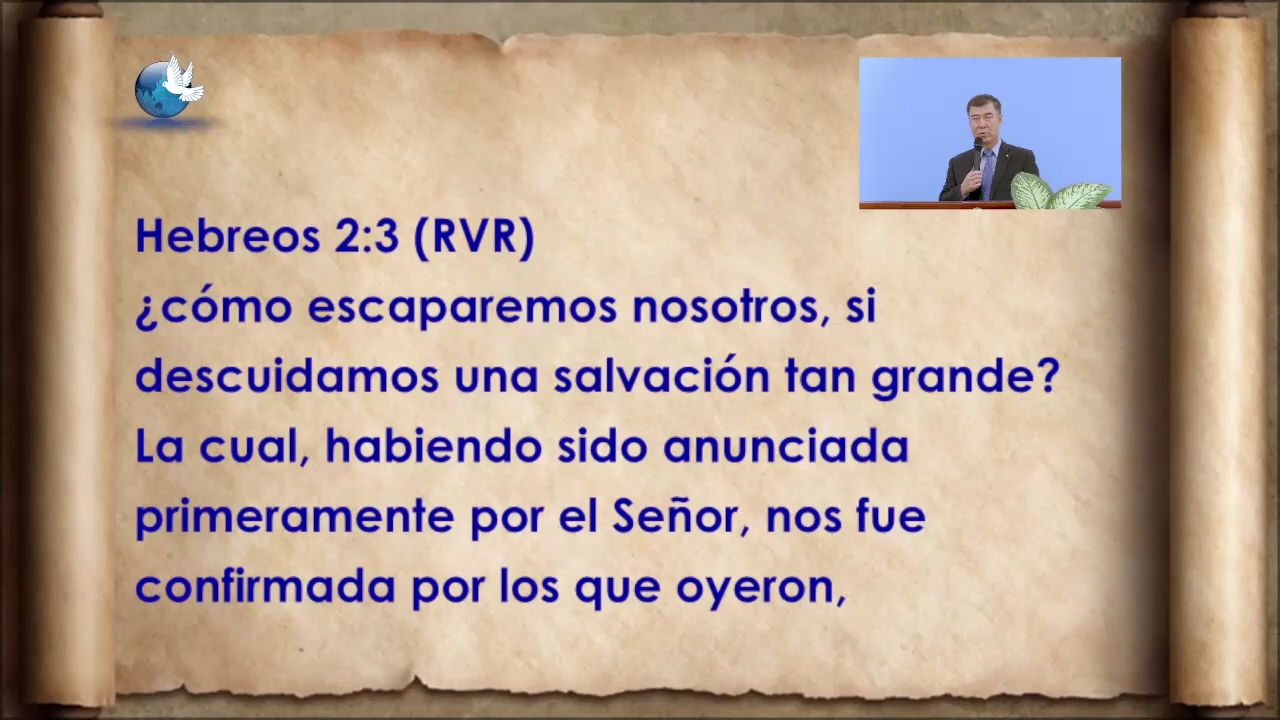 Hebreos 2:3 (RVR)
¿cómo escaparemos nosotros, si
descuidamos una salvación tan grande?
La cual, habiendo sido anunciada
primeramente por el Señor, nos fue
confirmada por los que oyeron,